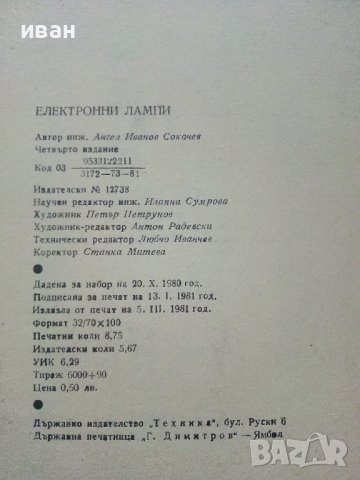 иван
ЕЛЕКТРОННИ ЛАМПИ
Автор инж. Ангел Иванов Сокачев
Четвърто издание
Код 03 9533122211
3172—73—81
Издателски № 12738
Научен редактор инж. Илияна Сумрова
Художник Петър Петрунов
Художник-редактор Антон Радевски
Технически редактор Любчо Иванчев
Коректор Станка Митева
Дадена за набор на 20. X. 1980 год.
Подписана за печат на 13. I. 1981 год.
Излязла от печат на 5. III. 1981 год.
Формат 32/70×100
Печатни коли 8,75
Издателски коли 5,67
УИК 6,29
Тираж 6000+90
Цена 0,50 лв.
Държавно издателство „Техника“, бул. Руски 6
Държавна печатница „Г. Димитров“ — Ямбол
BAZAR.BG